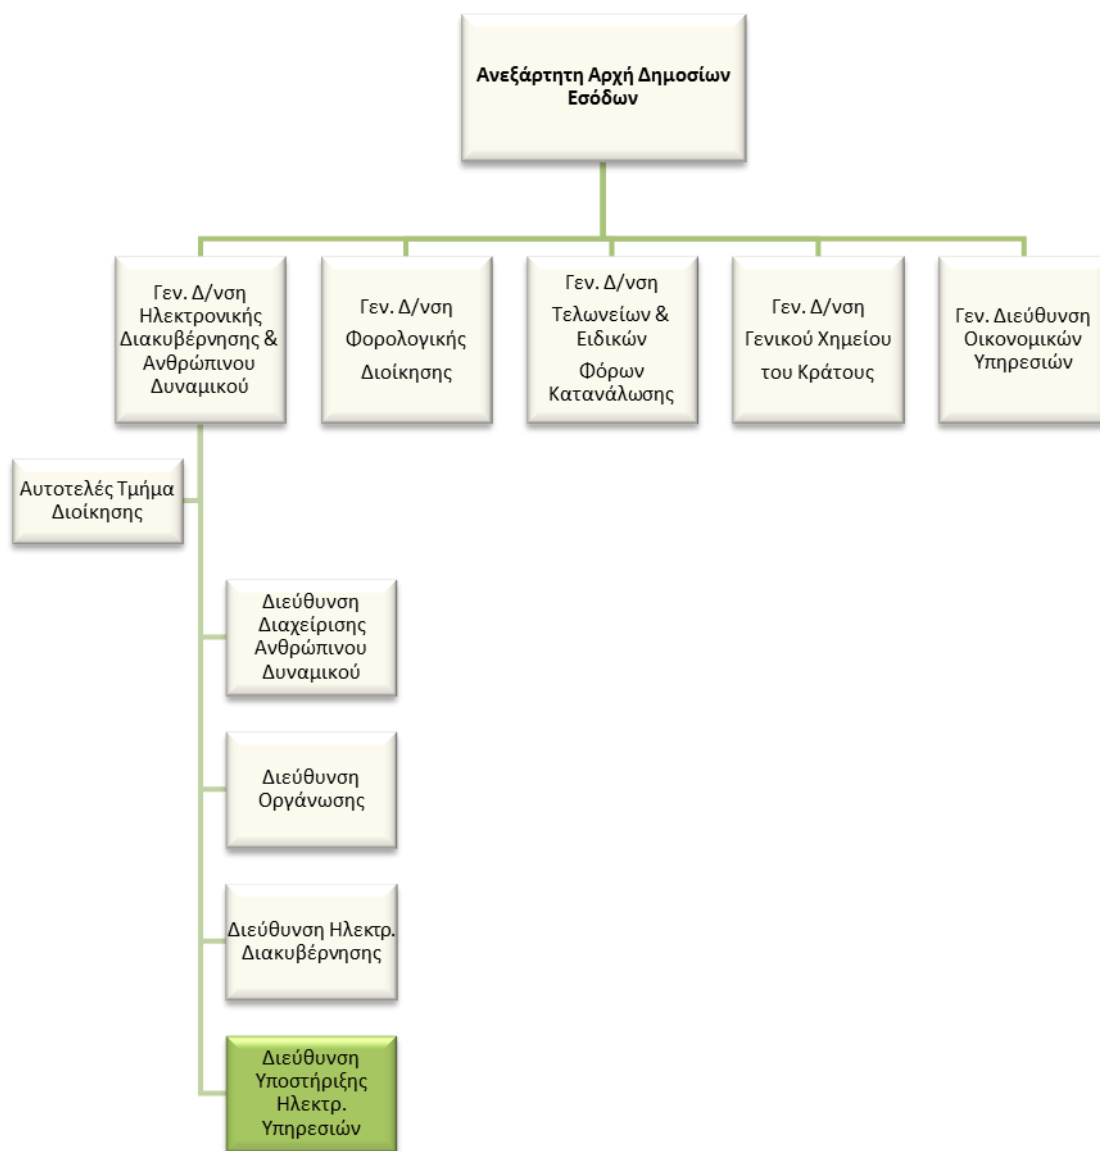 Ανεξάρτητη Αρχή Δημοσίων
Εσόδων
Γεν. Δ/νση
Ηλεκτρονικής
Διακυβέρνησης &
Ανθρώπινου
Δυναμικού
Γεν. Δ/νση
Φορολογικής
Διοίκησης
Γεν. Δ/νση
Τελωνείων &
Ειδικών
Φόρων
Κατανάλωσης
Γεν. Δ/νση
Γενικού Χημείου
του Κράτους
Γεν. Διεύθυνση
Οικονομικών
Υπηρεσιών
Αυτοτελές Τμήμα
Διοίκησης
Διεύθυνση
Διαχείρισης
Ανθρώπινου
Δυναμικού
Διεύθυνση
Οργάνωσης
Διεύθυνση Ηλεκτρ.
Διακυβέρνησης
Διεύθυνση
Υποστήριξης
Ηλεκτρ.
Υπηρεσιών